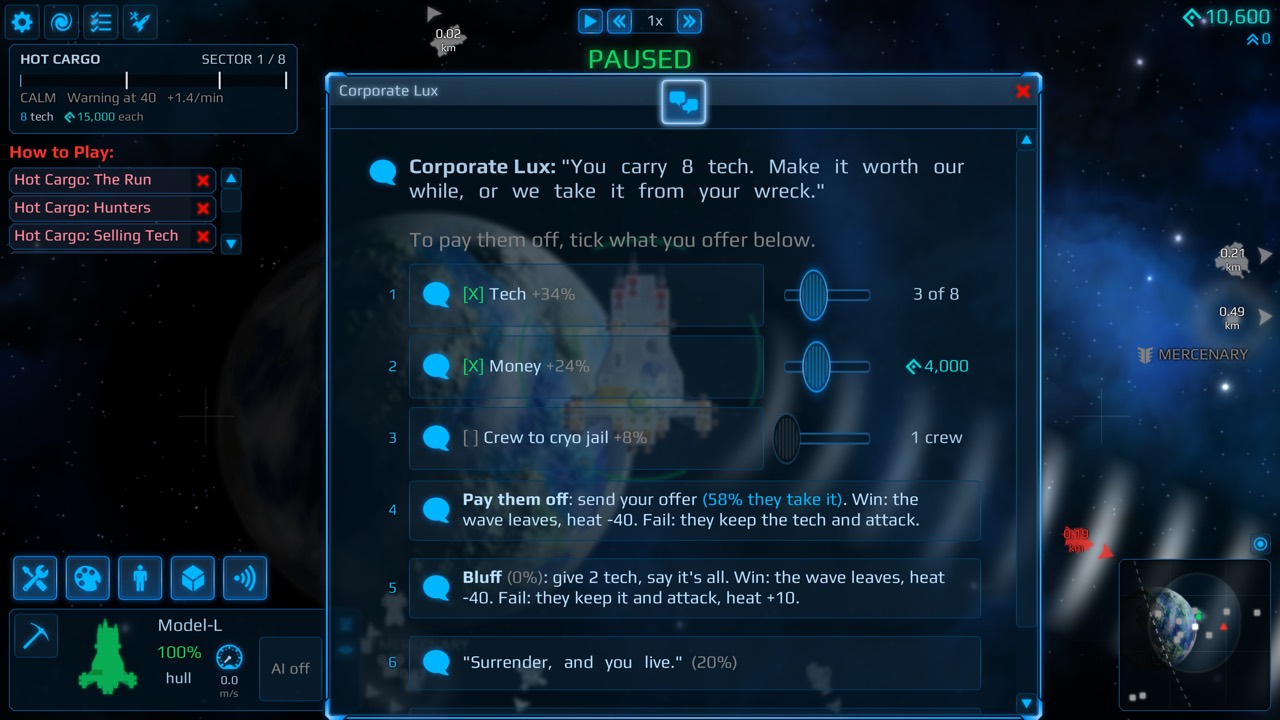 1x
PAUSED
10,600
0
HOT CARGO SECTOR 1 / 8
CALM Warning at 40 +1.4/min
8 tech 15,000 each
How to Play:
Hot Cargo: The Run
Hot Cargo: Hunters
Hot Cargo: Selling Tech
0.02
km
Corporate Lux
Corporate Lux: "You carry 8 tech. Make it worth our
while, or we take it from your wreck."
To pay them off, tick what you offer below.
1 [X] Tech +34% 3 of 8
2 [X] Money +24% 4,000
3 [ ] Crew to cryo jail +8% 1 crew
4 Pay them off: send your offer (58% they take it). Win: the
wave leaves, heat -40. Fail: they keep the tech and attack.
5 Bluff (0%): give 2 tech, say it's all. Win: the wave leaves, heat
-40. Fail: they keep it and attack, heat +10.
6 "Surrender, and you live." (20%)
0.21
km
0.49
km
MERCENARY
km
MERCENARY
Model-L
100%
hull
0.0
m/s
AI off